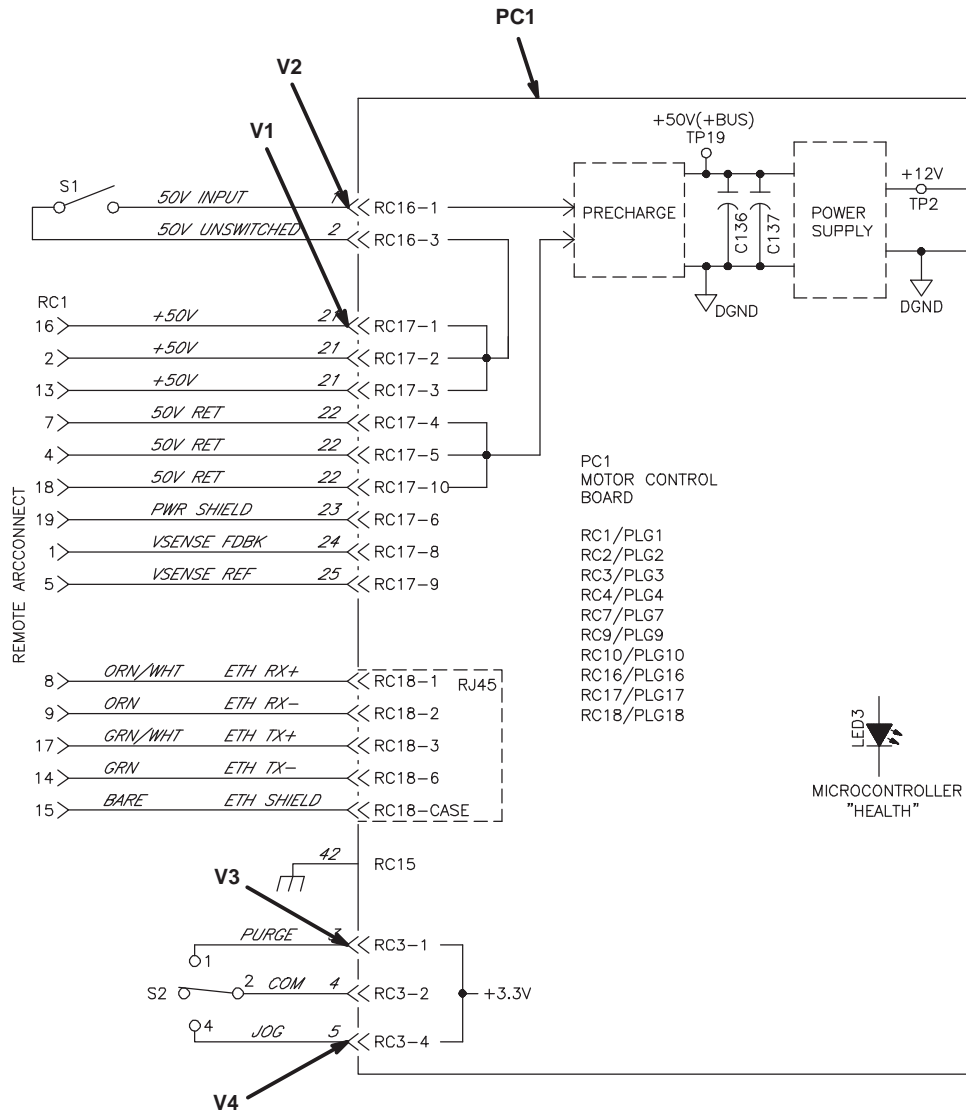 PC1
V2
V1
+50V(+BUS)
TP19
S1
50V INPUT
RC16-1
PRECHARGE
C136
C137
POWER
SUPPLY
+12V
TP2
50V UNSWITCHED 2 RC16-3
DGND
DGND
RC1
16 +50V 21 RC17-1
2 +50V 21 RC17-2
13 +50V 21 RC17-3
7 50V RET 22 RC17-4
4 50V RET 22 RC17-5
18 50V RET 22 RC17-10
19 PWR SHIELD 23 RC17-6
1 VSENSE FDBK 24 RC17-8
5 VSENSE REF 25 RC17-9
REMOTE ARCCONNECT
PC1
MOTOR CONTROL
BOARD
RC1/PLG1
RC2/PLG2
RC3/PLG3
RC4/PLG4
RC7/PLG7
RC9/PLG9
RC10/PLG10
RC16/PLG16
RC17/PLG17
RC18/PLG18
8 ORN/WHT ETH RX+ RC18-1 RJ45
9 ORN ETH RX- RC18-2
17 GRN/WHT ETH TX+ RC18-3
14 GRN ETH TX- RC18-6
15 BARE ETH SHIELD RC18-CASE
LED3
MICROCONTROLLER
"HEALTH"
42 RC15
V3
PURGE 3 RC3-1
1
S2 2 COM 4 RC3-2 +3.3V
4 JOG 5 RC3-4
V4